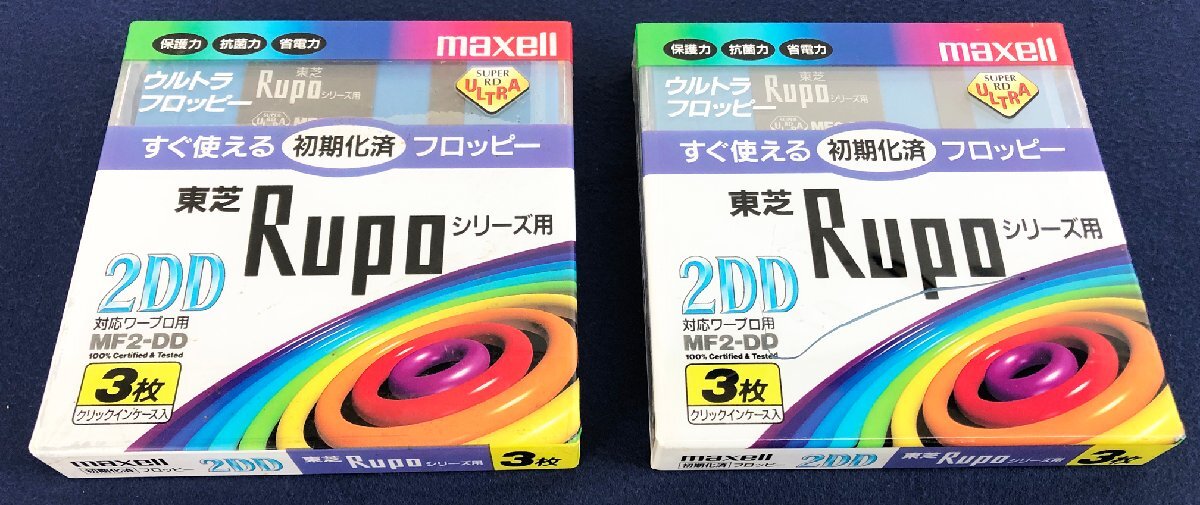 保護力 抗菌力 省電力 maxell
ウルトラ
フロッピー
東芝
Rupo シリーズ用
SUPER
RD
ULTRA
すぐ使える 初期化済 フロッピー
東芝 Rupo シリーズ用
2DD
対応ワープロ用
MF2-DD
100% Certified & Tested
3枚
クリックインケース入
maxell
初期化済 フロッピー 2DD 東芝 Rupo シリーズ用 3枚
保護力 抗菌力 省電力 maxell
ウルトラ
フロッピー
東芝
Rupo シリーズ用
SUPER
RD
ULTRA
すぐ使える 初期化済 フロッピー
東芝 Rupo シリーズ用
2DD
対応ワープロ用
MF2-DD
100% Certified & Tested
3枚
クリックインケース入
maxell
初期化済 フロッピ 2DD 東芝 Rupo シリーズ用 3枚